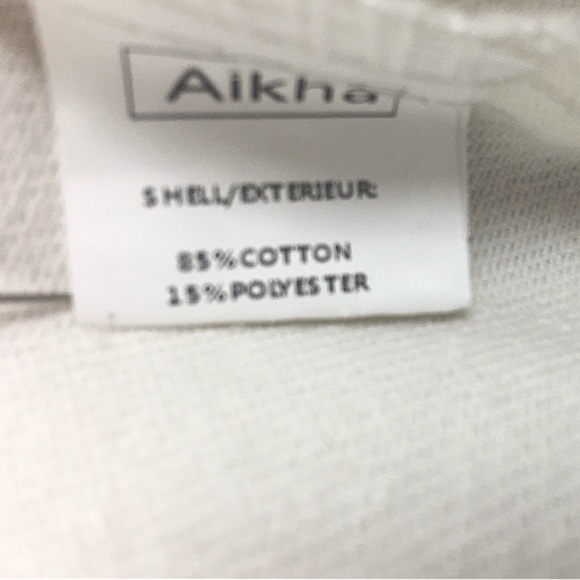 Aikha
SHELL/EXTERIEUR:
85%COTTON
15%POLYESTER